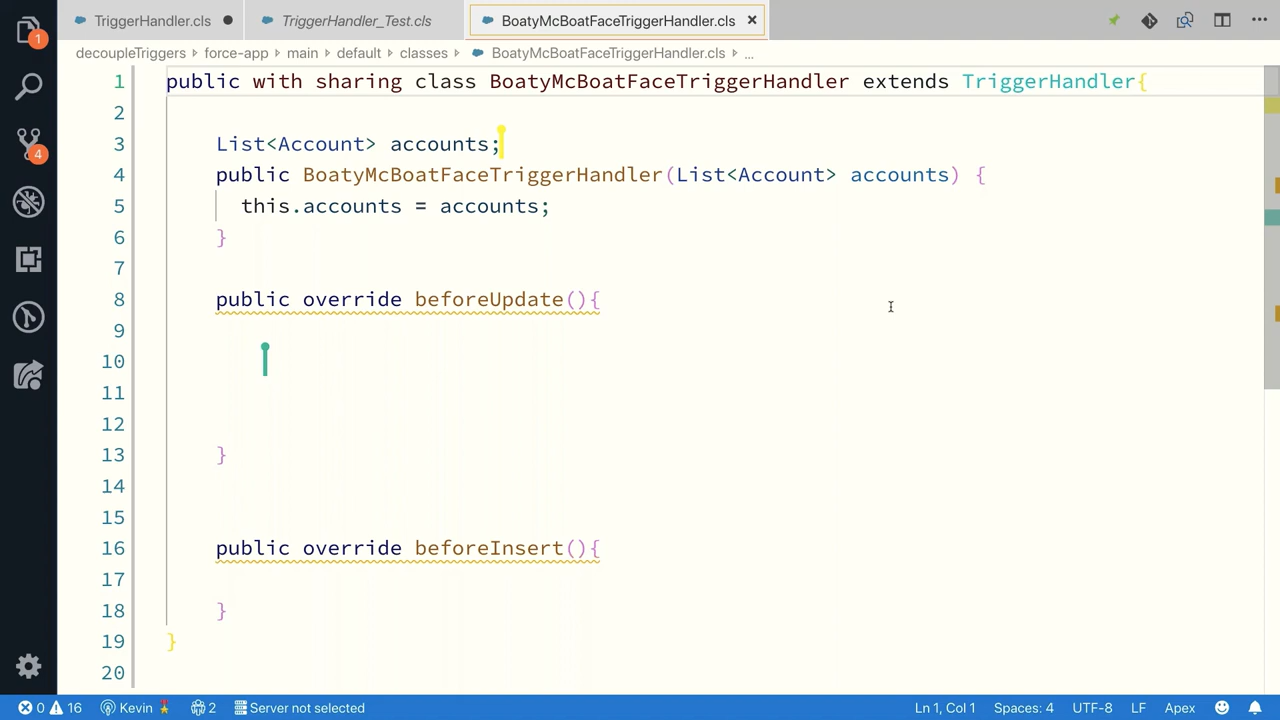 TriggerHandler.cls
TriggerHandler_Test.cls
BoatyMcBoatFaceTriggerHandler.cls
1
decoupleTriggers › force-app › main › default › classes › BoatyMcBoatFaceTriggerHandler.cls › ...
1 public with sharing class BoatyMcBoatFaceTriggerHandler extends TriggerHandler{
2
3 List<Account> accounts;
4 public BoatyMcBoatFaceTriggerHandler(List<Account> accounts) {
4
5 this.accounts = accounts;
6 }
7
8 public override beforeUpdate(){
9
10
11
12
13 }
14
15
16 public override beforeInsert(){
17
18 }
19 }
20
0 16 Kevin 2 Server not selected Ln 1, Col 1 Spaces: 4 UTF-8 LF Apex